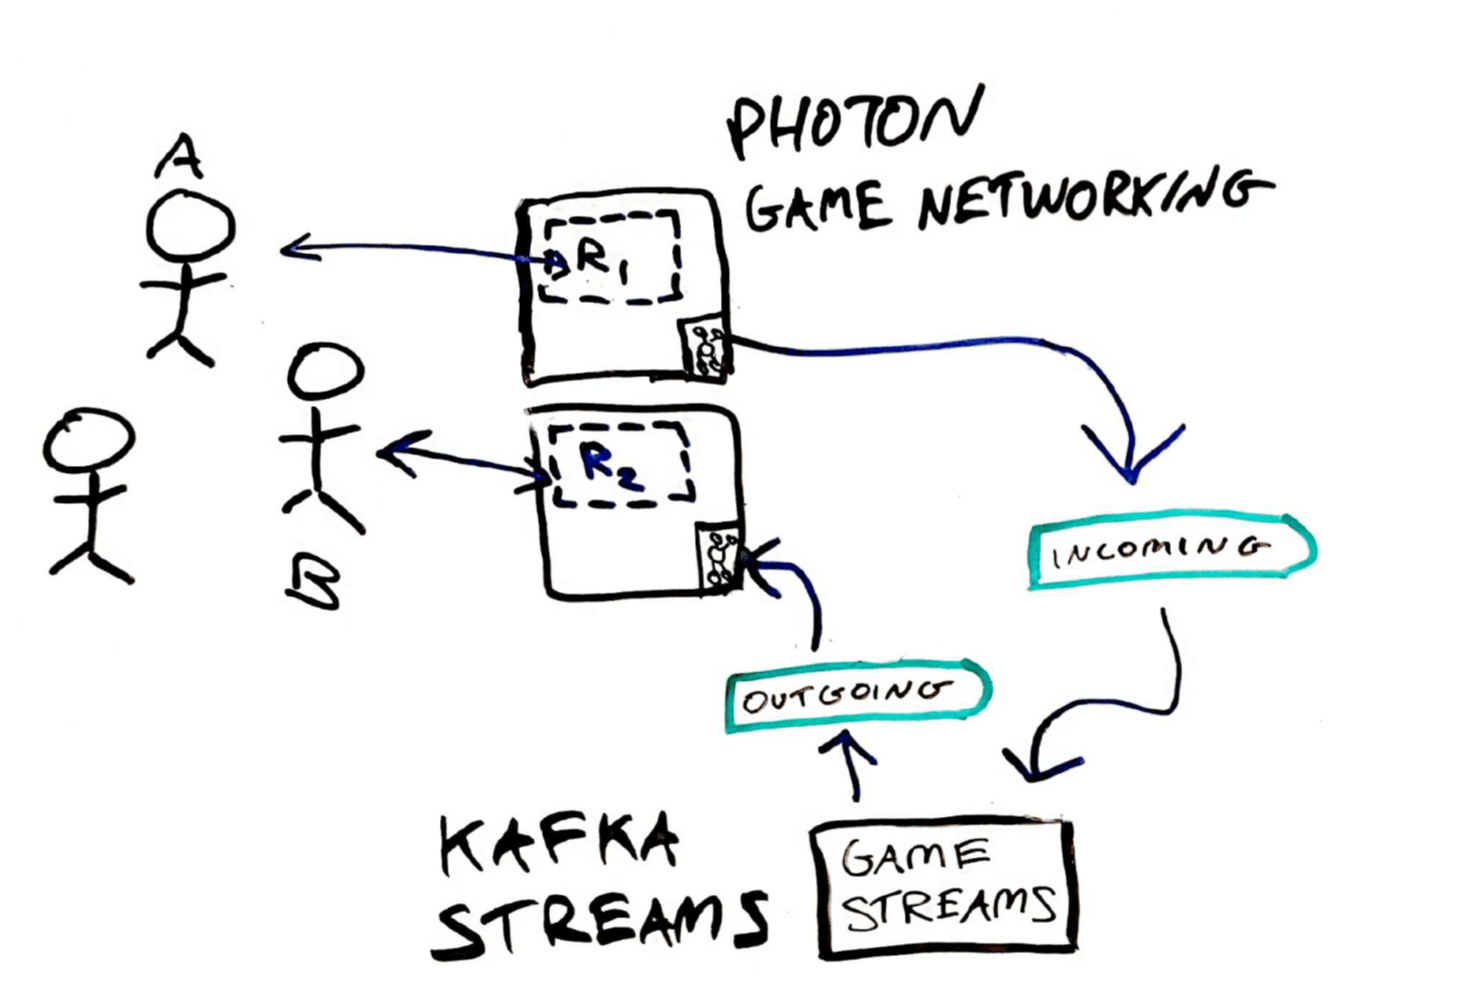 PHOTON
GAME NETWORKING
A
R1
R2
B
INCOMING
OUTGOING
KAFKA
STREAMS
GAME
STREAMS